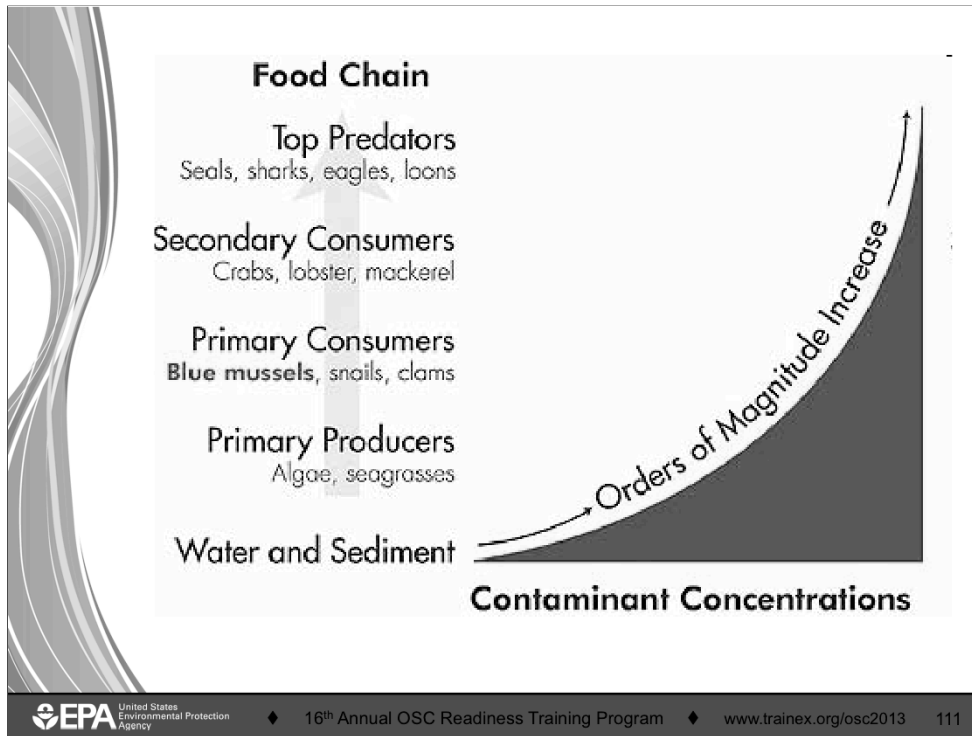 Food Chain
Top Predators
Seals, sharks, eagles, loons
Secondary Consumers
Crabs, lobster, mackerel
Primary Consumers
Blue mussels, snails, clams
Primary Producers
Algae, seagrasses
Water and Sediment
Orders of Magnitude Increase
Contaminant Concentrations
EPA
United States
Environmental Protection
Agency
♦ 16th Annual OSC Readiness Training Program ♦ www.trainex.org/osc2013 111